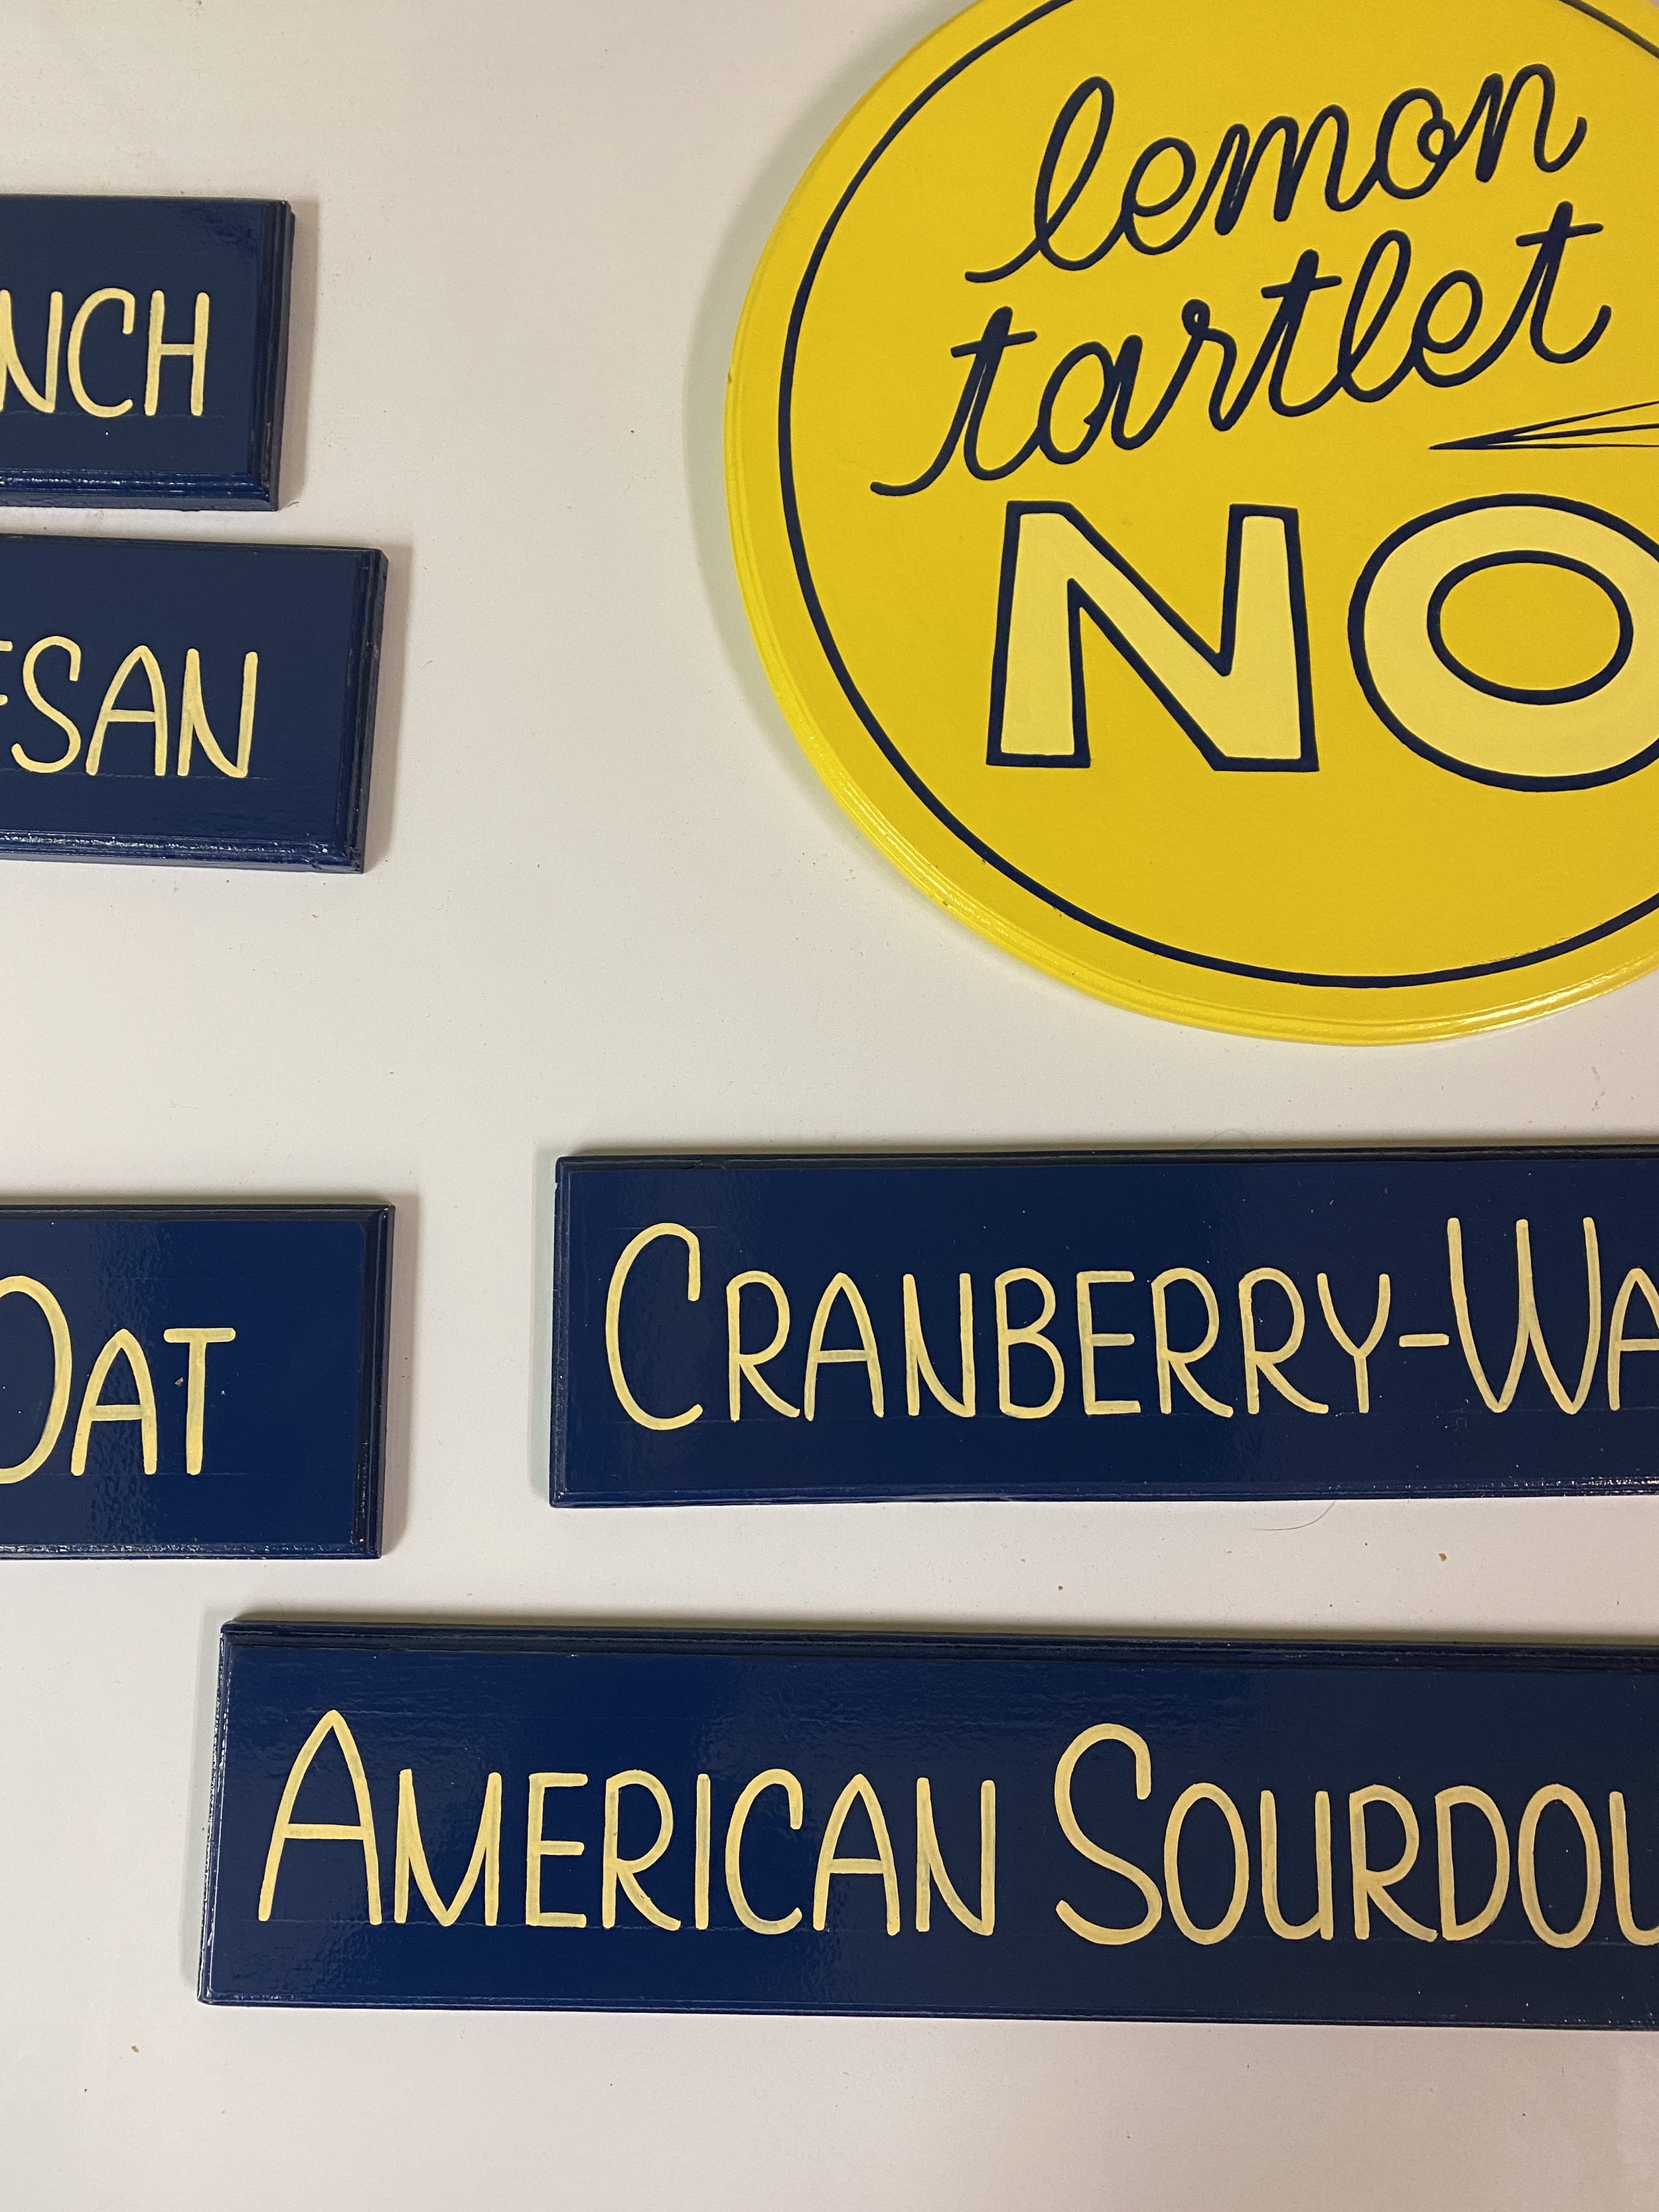 lemon
tartlet
NO
NCH
ESAN
OAT
CRANBERRY-WA
AMERICAN SOURDOU